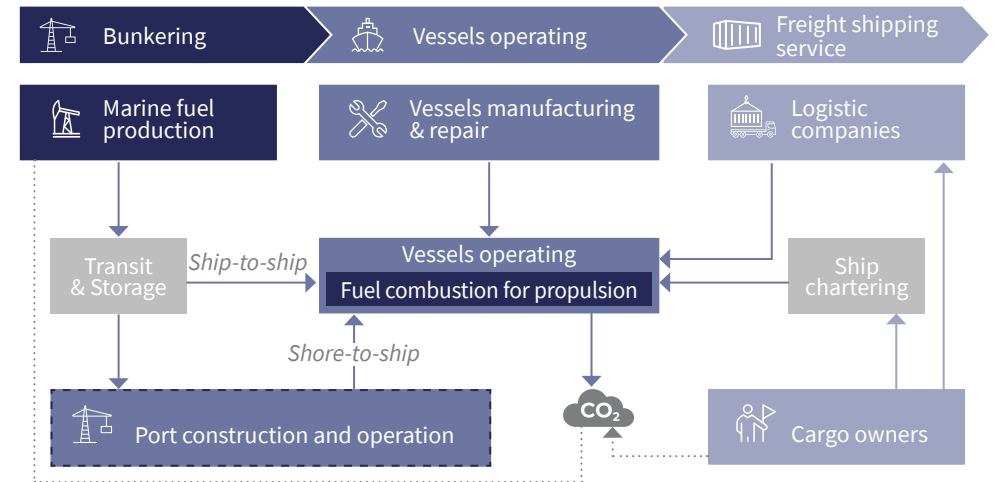 Bunkering
Vessels operating
Freight shipping
service
Marine fuel
production
Vessels manufacturing
& repair
Logistic
companies
Transit
& Storage
Ship-to-ship
Vessels operating
Fuel combustion for propulsion
Ship
chartering
Shore-to-ship
Port construction and operation
CO₂
Cargo owners